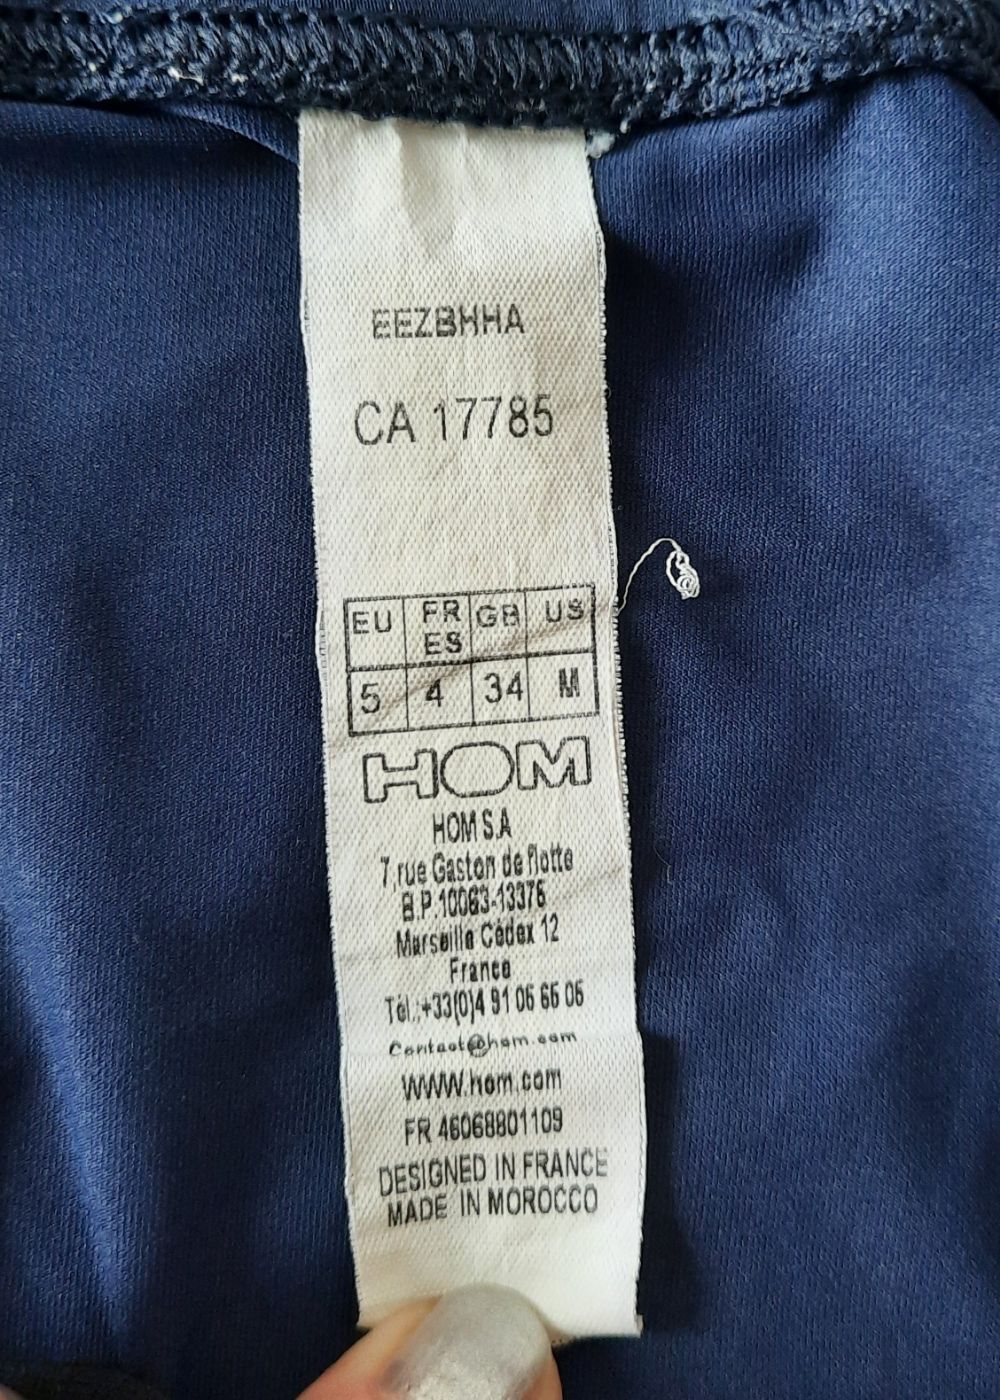 EEZBHHA
CA 17785
EU FR ES GB US
5 4 34 M
HOM
HOM S.A
7,rue Gaston de flotte
B.P.10063-13376
Marseille Cédex 12
France
Tél.:+33(0)4 91 06 66 06
Contact@hom.com
WWW.hom.com
FR 46068801109
DESIGNED IN FRANCE
MADE IN MOROCCO